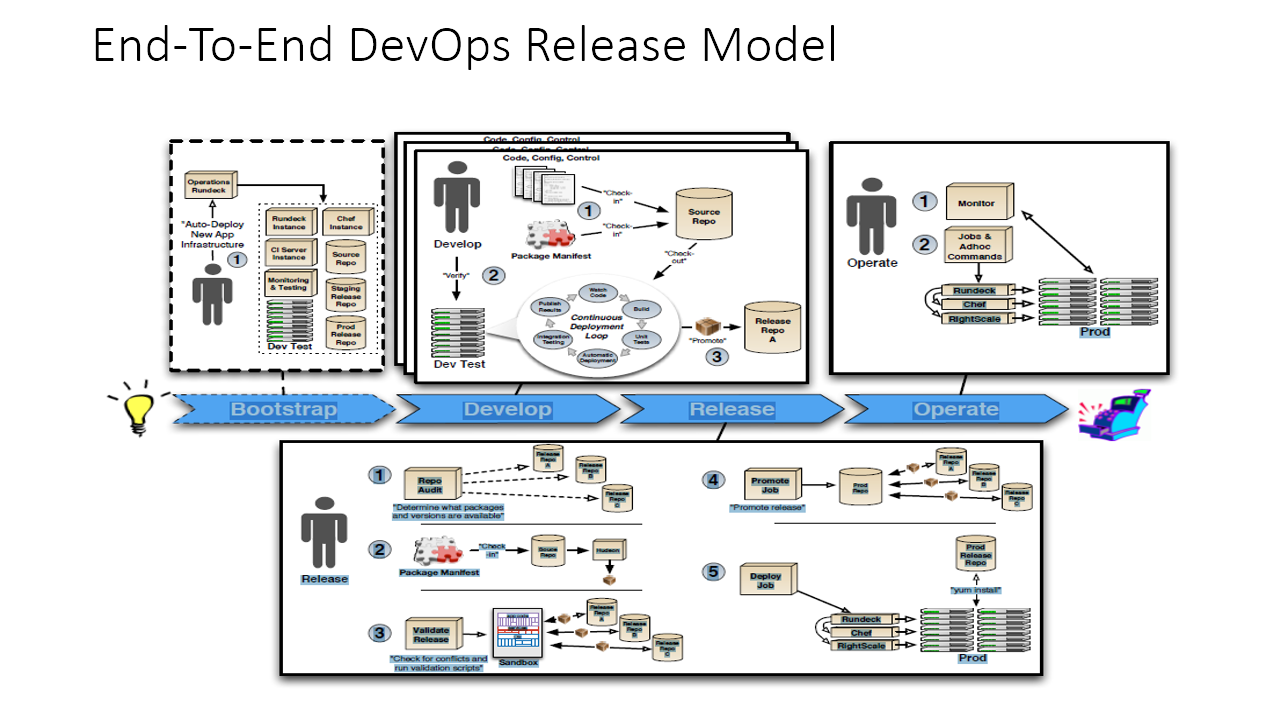 End-To-End DevOps Release Model
Operations
Rundeck
"Auto-Deploy
New App
Infrastructure
1
Rundeck
Instance
Chef
Instance
CI Server
Instance
Source
Repo
Monitoring
& Testing
Staging
Release
Repo
Prod
Release
Repo
Dev Test
Code, Config, Control
Code, Config, Control
Code, Config, Control
Develop
"Check-
in"
1
Package Manifest
"Check-
in"
Source
Repo
"Check-
out"
"Verify"
2
Dev Test
Watch
Code
Build
Unit
Tests
Automatic
Deployment
Integration
Testing
Publish
Results
Continuous
Deployment
Loop
"Promote"
3
Release
Repo
A
Operate
1
Monitor
2
Jobs &
Adhoc
Commands
Rundeck
Chef
RightScale
Prod
Bootstrap
Develop
Release
Operate
Release
1
Repo
Audit
"Determine what packages
and versions are available"
Release
Repo
A
Release
Repo
B
Release
Repo
C
2
Package Manifest
"Check
-in"
Source
Repo
Hudson
3
Validate
Release
"Check for conflicts and
run validation scripts"
Sandbox
Release
Repo
A
Release
Repo
B
Release
Repo
C
4
Promote
Job
"Promote release"
Prod
Repo
Release
Repo
A
Release
Repo
B
Release
Repo
C
5
Deploy
Job
Prod
Release
Repo
"yum install"
Rundeck
Chef
RightScale
Prod